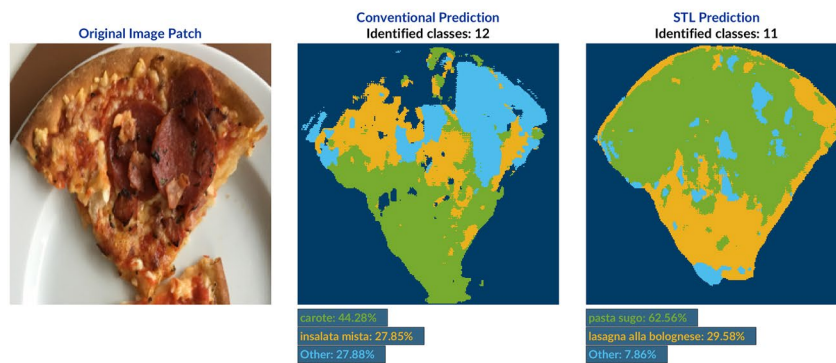 Original Image Patch
Conventional Prediction
Identified classes: 12
STL Prediction
Identified classes: 11
carote: 44.28%
insalata mista: 27.85%
Other: 27.88%
pasta sugo: 62.56%
lasagna alla bolognese: 29.58%
Other: 7.86%